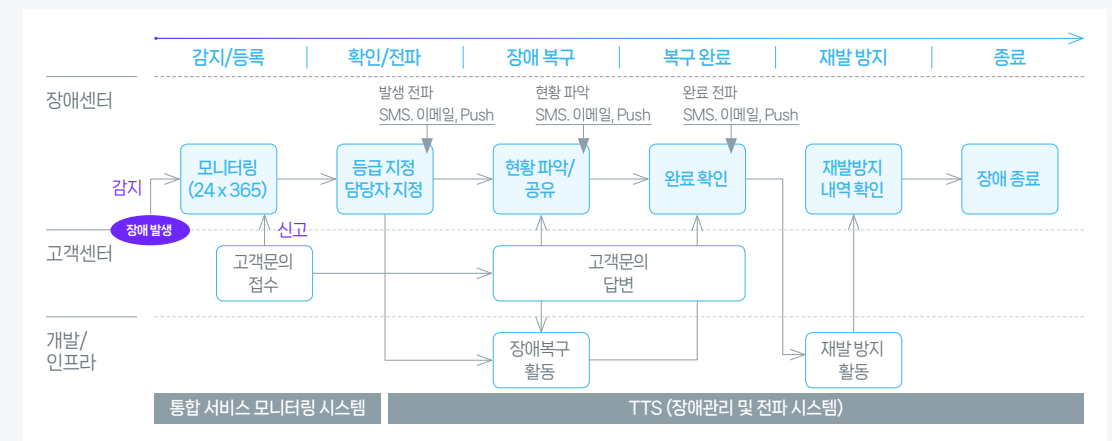 감지/등록
확인/전파
장애 복구
복구 완료
재발 방지
종료
장애센터
발생 전파
SMS. 이메일, Push
현황 파악
SMS. 이메일, Push
완료 전파
SMS. 이메일, Push
감지
장애 발생
모니터링
(24 x 365)
등급 지정
담당자 지정
현황 파악/
공유
완료 확인
재발방지
내역 확인
장애 종료
신고
고객센터
고객문의
접수
고객문의
답변
개발/
인프라
장애복구
활동
재발 방지
활동
통합 서비스 모니터링 시스템
TTS (장애관리 및 전파 시스템)